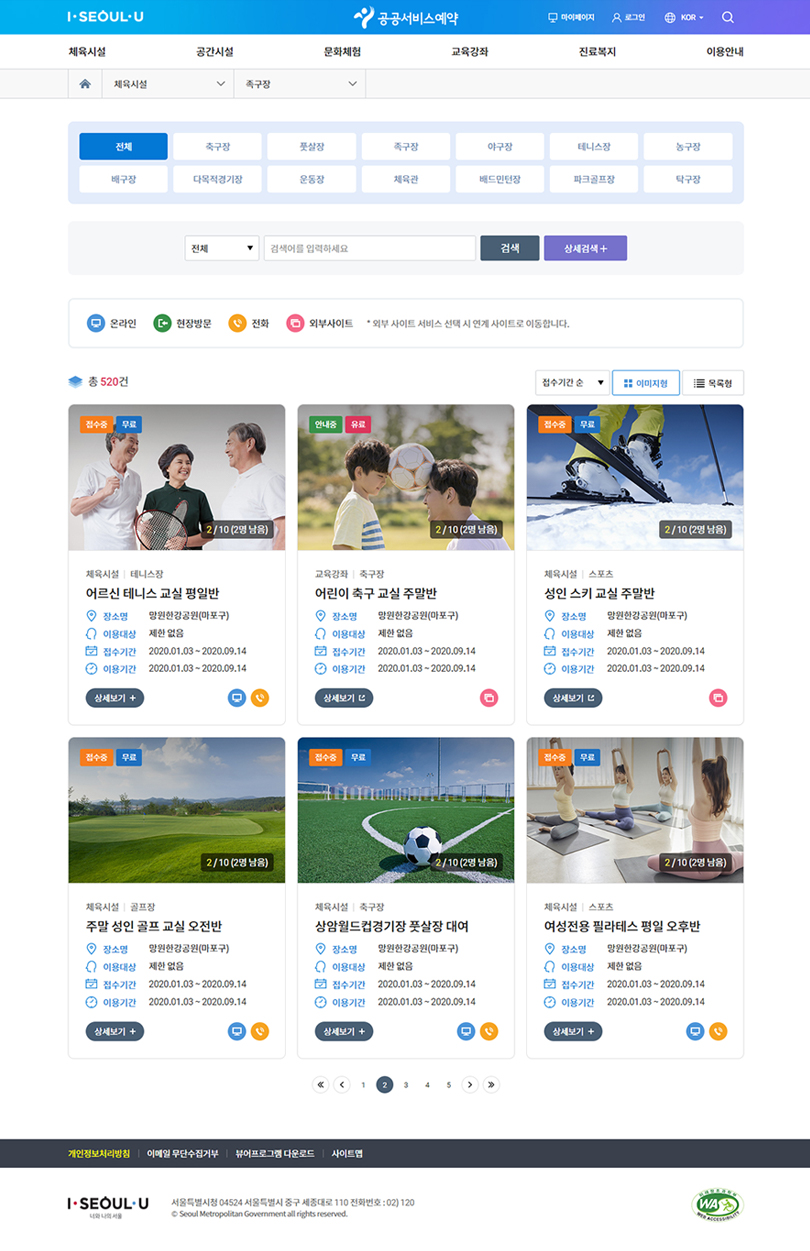 I·SEOUL·U
공공서비스예약
마이페이지 로그인 KOR
체육시설 공간시설 문화체험 교육강좌 진료복지 이용안내
체육시설 족구장
전체 축구장 풋살장 족구장 야구장 테니스장 농구장
배구장 다목적경기장 운동장 체육관 배드민턴장 파크골프장 탁구장
전체 검색어를 입력하세요 검색 상세검색 +
온라인 현장방문 전화 외부사이트 * 외부 사이트 서비스 선택 시 연계 사이트로 이동합니다.
총 520건 접수기간 순 이미지형 목록형
접수중 무료
2 / 10 (2명 남음)
체육시설 | 테니스장
어르신 테니스 교실 평일반
장소명 망원한강공원(마포구)
이용대상 제한 없음
접수기간 2020.01.03 ~ 2020.09.14
이용기간 2020.01.03 ~ 2020.09.14
상세보기 +
안내중 유료
2 / 10 (2명 남음)
교육강좌 | 축구장
어린이 축구 교실 주말반
장소명 망원한강공원(마포구)
이용대상 제한 없음
접수기간 2020.01.03 ~ 2020.09.14
이용기간 2020.01.03 ~ 2020.09.14
상세보기
접수중 무료
2 / 10 (2명 남음)
체육시설 | 스포츠
성인 스키 교실 주말반
장소명 망원한강공원(마포구)
이용대상 제한 없음
접수기간 2020.01.03 ~ 2020.09.14
이용기간 2020.01.03 ~ 2020.09.14
상세보기
접수중 무료
2 / 10 (2명 남음)
체육시설 | 골프장
주말 성인 골프 교실 오전반
장소명 망원한강공원(마포구)
이용대상 제한 없음
접수기간 2020.01.03 ~ 2020.09.14
이용기간 2020.01.03 ~ 2020.09.14
상세보기 +
접수중 무료
2 / 10 (2명 남음)
체육시설 | 축구장
상암월드컵경기장 풋살장 대여
장소명 망원한강공원(마포구)
이용대상 제한 없음
접수기간 2020.01.03 ~ 2020.09.14
이용기간 2020.01.03 ~ 2020.09.14
상세보기 +
접수중 무료
2 / 10 (2명 남음)
체육시설 | 스포츠
여성전용 필라테스 평일 오후반
장소명 망원한강공원(마포구)
이용대상 제한 없음
접수기간 2020.01.03 ~ 2020.09.14
이용기간 2020.01.03 ~ 2020.09.14
상세보기 +
1 2 3 4 5
개인정보처리방침 | 이메일 무단수집거부 | 뷰어프로그램 다운로드 | 사이트맵
I·SEOUL·U
너와 나의 서울
서울특별시청 04524 서울특별시 중구 세종대로 110 전화번호 : 02) 120
© Seoul Metropolitan Government all rights reserved.
WA
WEB ACCESSIBILITY